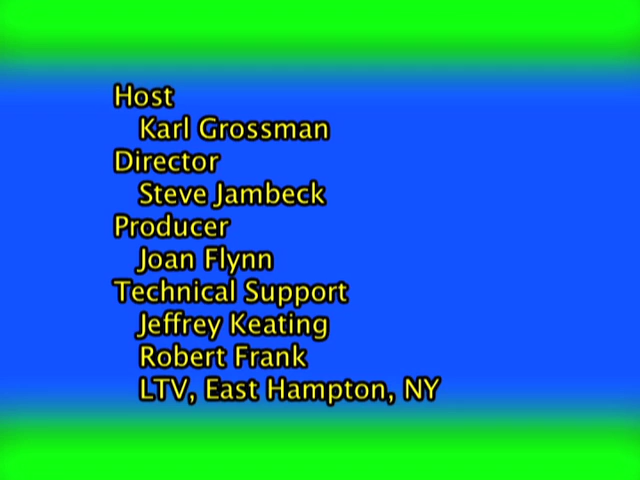 Host
Karl Grossman
Director
Steve Jambeck
Producer
Joan Flynn
Technical Support
Jeffrey Keating
Robert Frank
LTV, East Hampton, NY